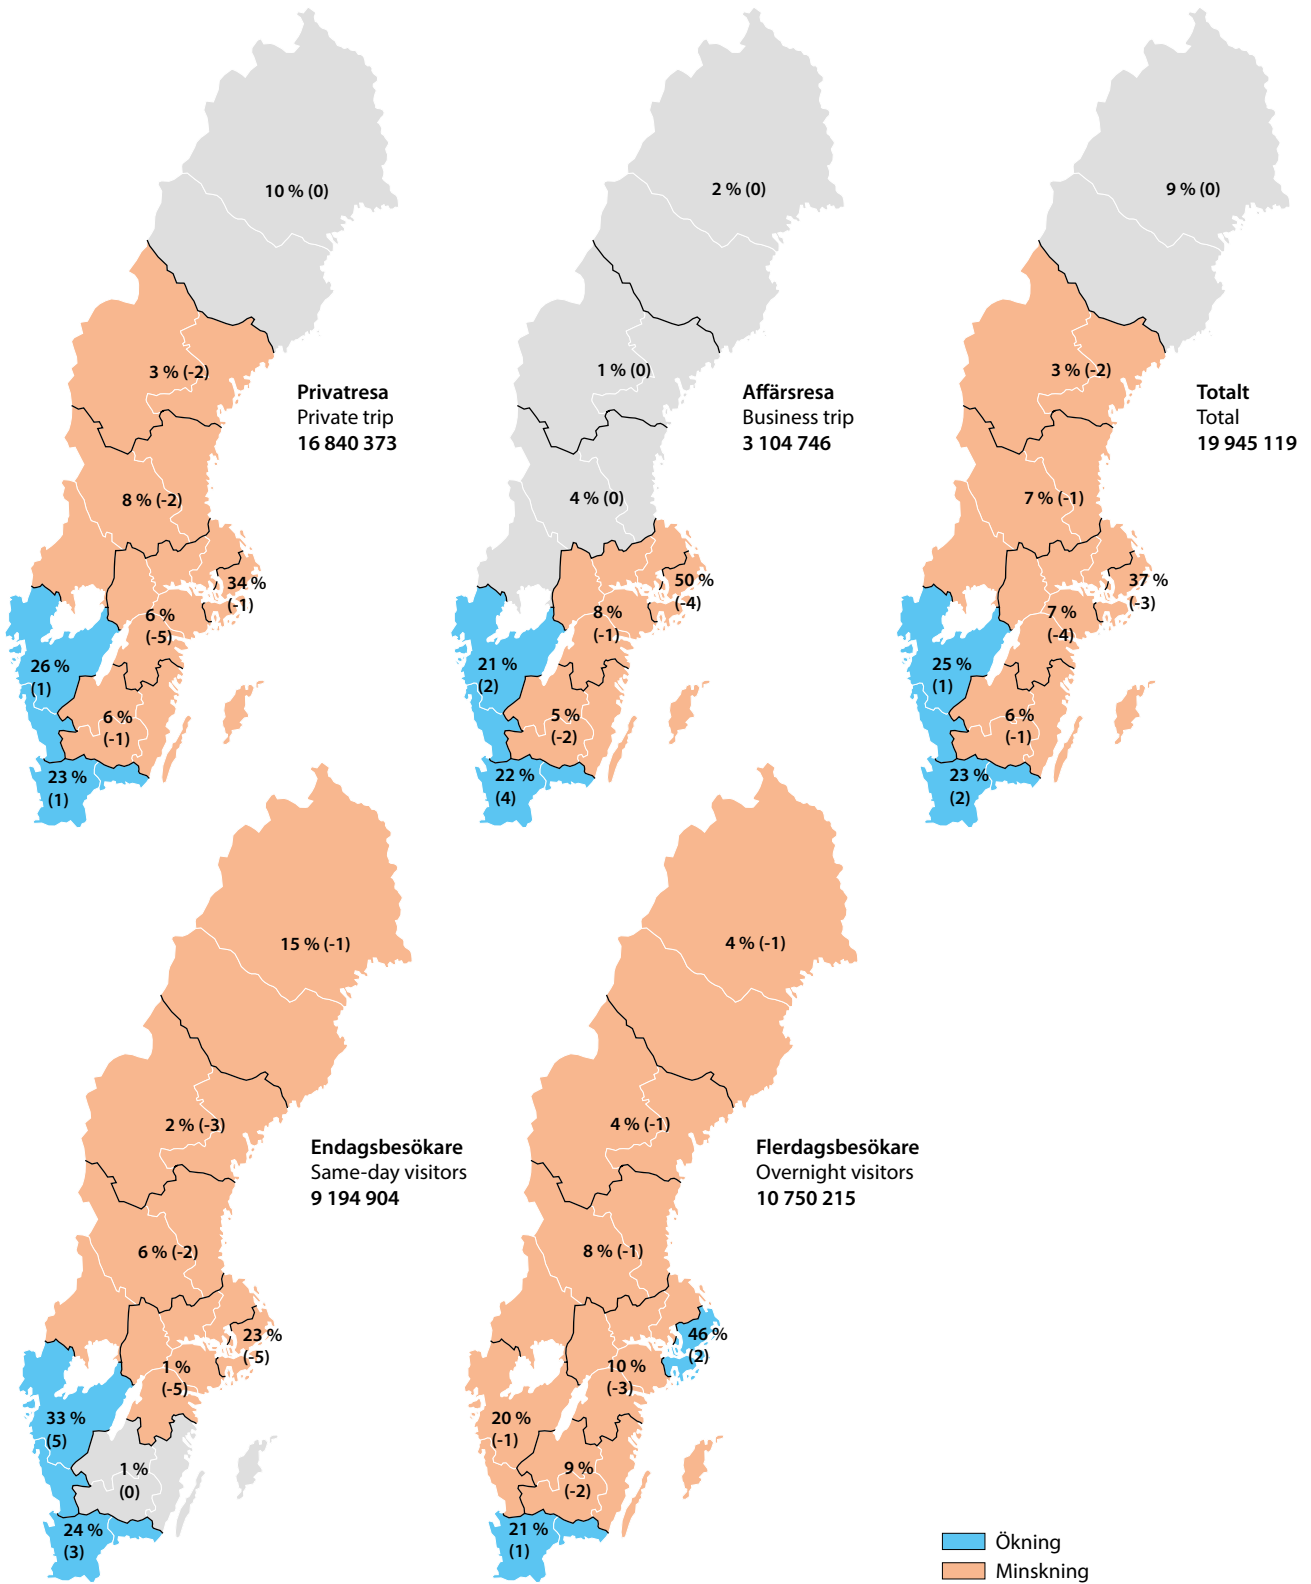 10 % (0)
3 % (-2)
8 % (-2)
34 %
(-1)
6 %
(-5)
26 %
(1)
6 %
(-1)
23 %
(1)
Privatresa
Private trip
16 840 373
2 % (0)
1 % (0)
4 % (0)
50 %
(-4)
8 %
(-1)
21 %
(2)
5 %
(-2)
22 %
(4)
Affärsresa
Business trip
3 104 746
9 % (0)
3 % (-2)
7 % (-1)
37 %
(-3)
7 %
(-4)
25 %
(1)
6 %
(-1)
23 %
(2)
Totalt
Total
19 945 119
15 % (-1)
2 % (-3)
6 % (-2)
23 %
(-5)
1 %
(-5)
33 %
(5)
1 %
(0)
24 %
(3)
Endagsbesökare
Same-day visitors
9 194 904
4 % (-1)
4 % (-1)
8 % (-1)
46 %
(2)
10 %
(-3)
20 %
(-1)
9 %
(-2)
21 %
(1)
Flerdagsbesökare
Overnight visitors
10 750 215
Ökning
Minskning